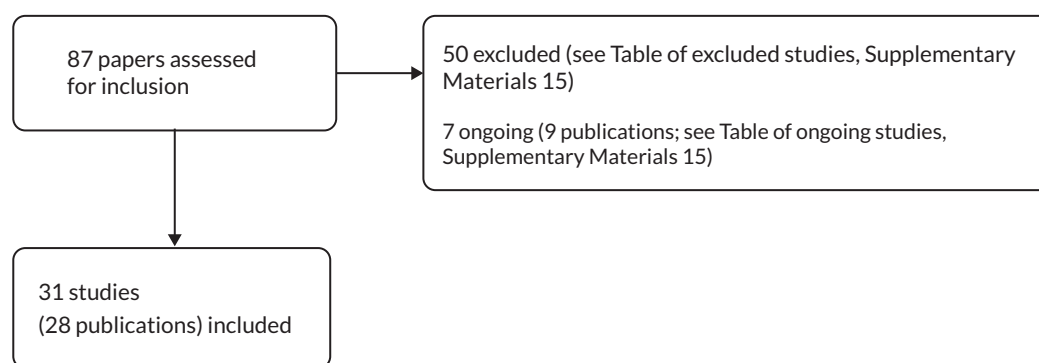 87 papers assessed
for inclusion
50 excluded (see Table of excluded studies, Supplementary
Materials 15)
7 ongoing (9 publications; see Table of ongoing studies,
Supplementary Materials 15)
31 studies
(28 publications) included